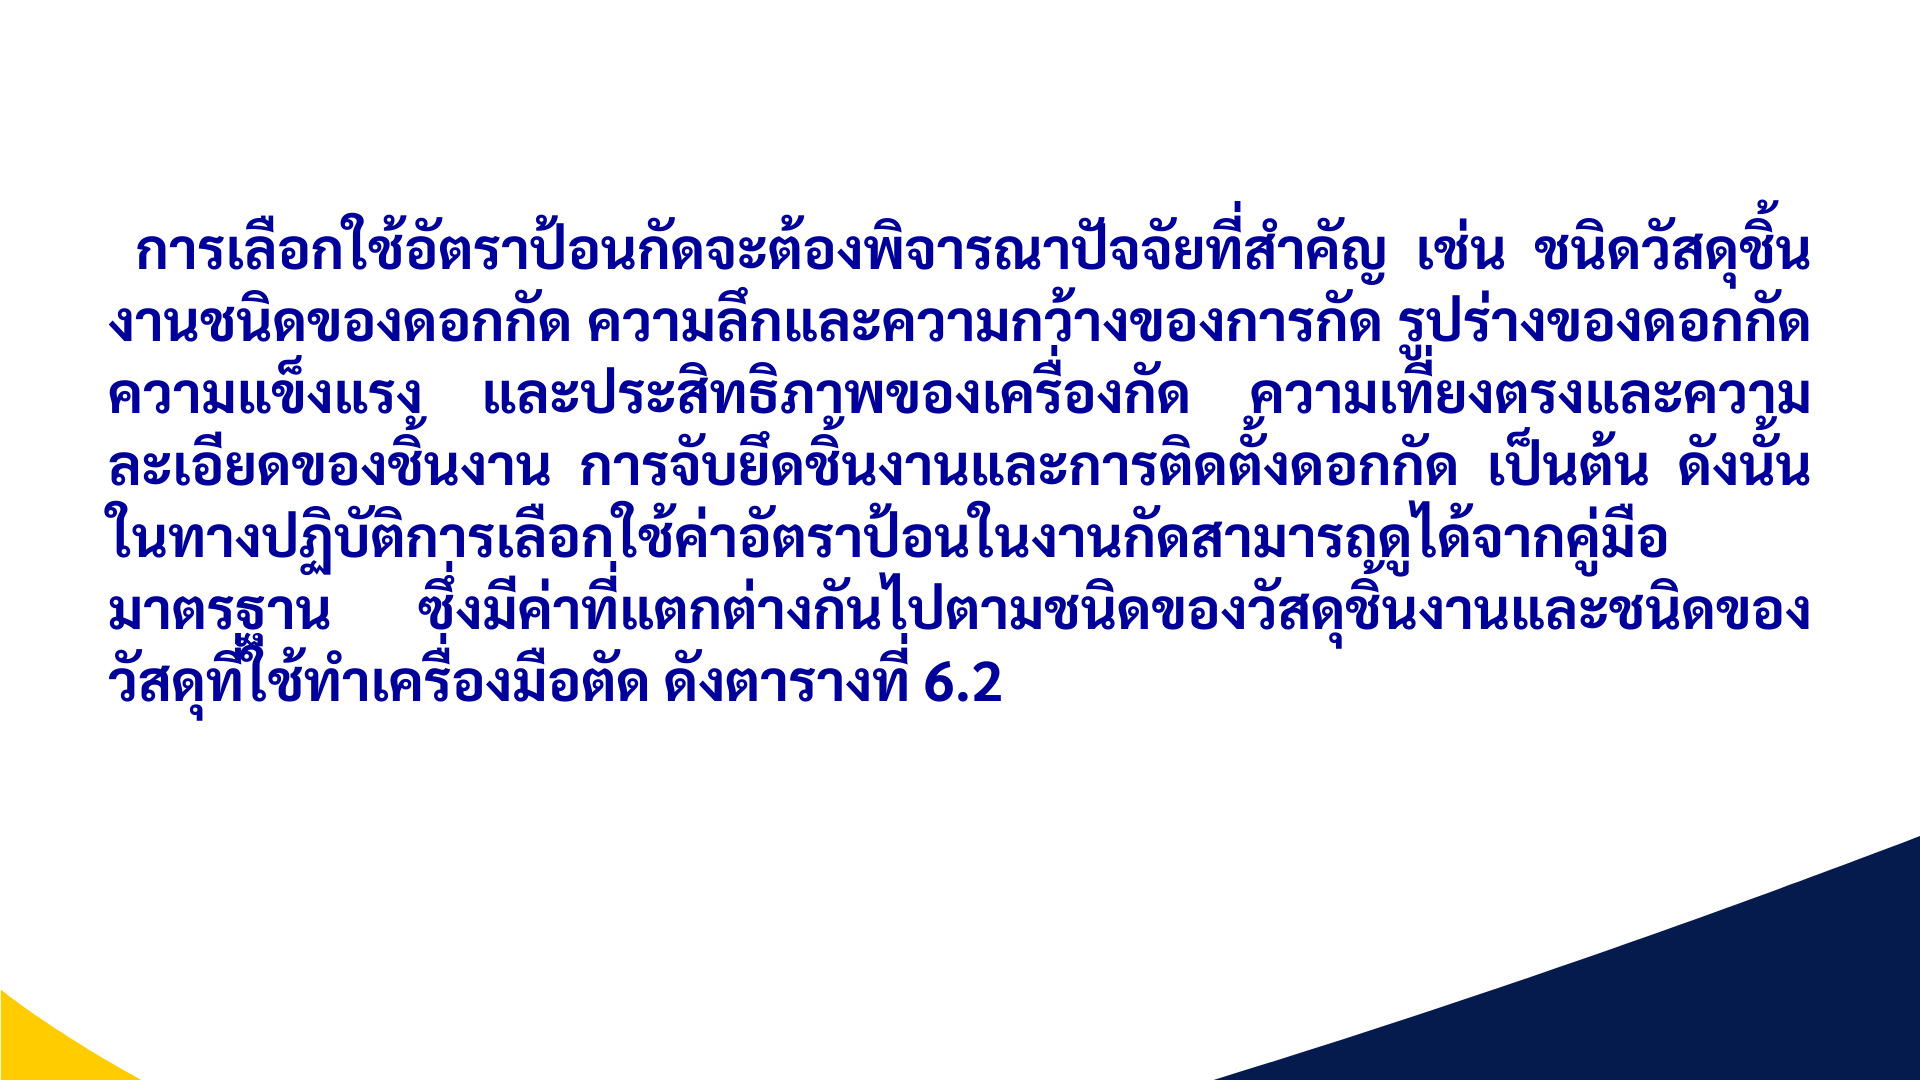 การเลือกใช้อัตราป้อนกัดจะต้องพิจารณาปัจจัยที่สำคัญ เช่น ชนิดวัสดุชิ้น
งานชนิดของดอกกัด ความลึกและความกว้างของการกัด รูปร่างของดอกกัด
ความแข็งแรง และประสิทธิภาพของเครื่องกัด ความเที่ยงตรงและความ
ละเอียดของชิ้นงาน การจับยึดชิ้นงานและการติดตั้งดอกกัด เป็นต้น ดังนั้น
ในทางปฏิบัติการเลือกใช้ค่าอัตราป้อนในงานกัดสามารถดูได้จากคู่มือ
มาตรฐาน ซึ่งมีค่าที่แตกต่างกันไปตามชนิดของวัสดุชิ้นงานและชนิดของ
วัสดุที่ใช้ทำเครื่องมือตัด ดังตารางที่ 6.2